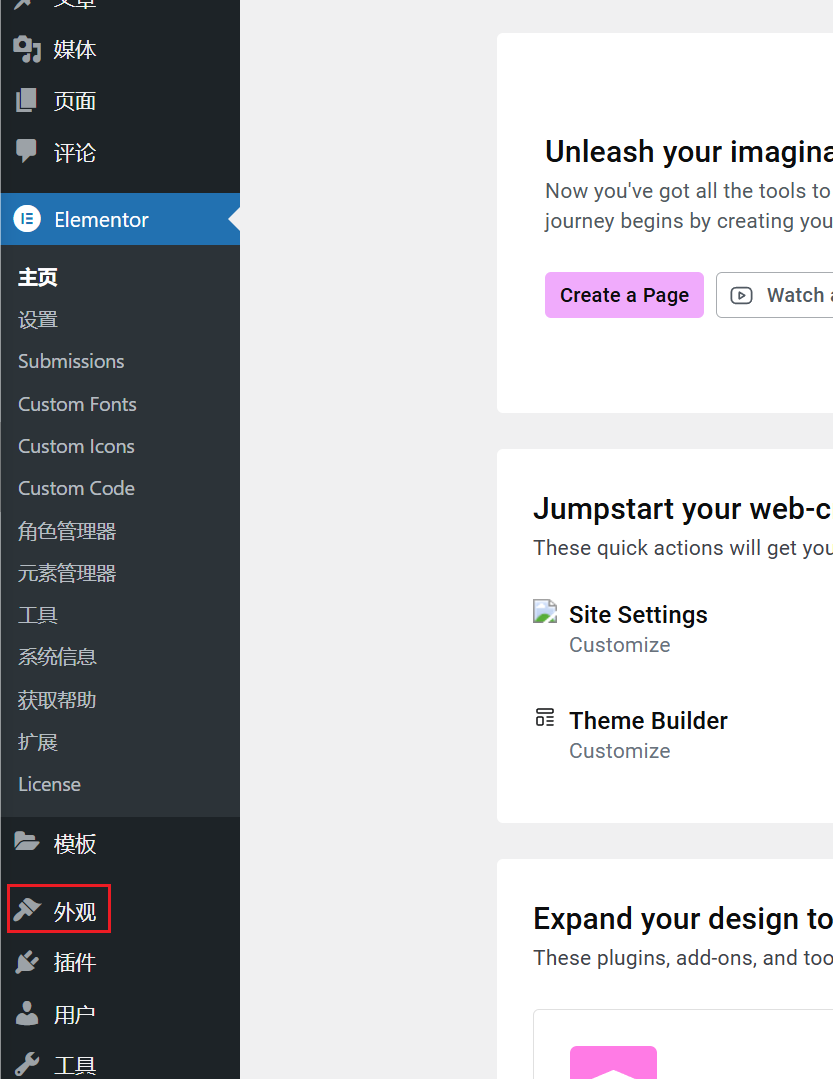 文章
媒体
页面
评论
Elementor
主页
设置
Submissions
Custom Fonts
Custom Icons
Custom Code
角色管理器
元素管理器
工具
系统信息
获取帮助
扩展
License
模板
外观
插件
用户
工具
Unleash your imagina
Now you've got all the tools to
journey begins by creating you
Create a Page
Watch a
Jumpstart your web-c
These quick actions will get you
Site Settings
Customize
Theme Builder
Customize
Expand your design to
These plugins, add-ons, and too